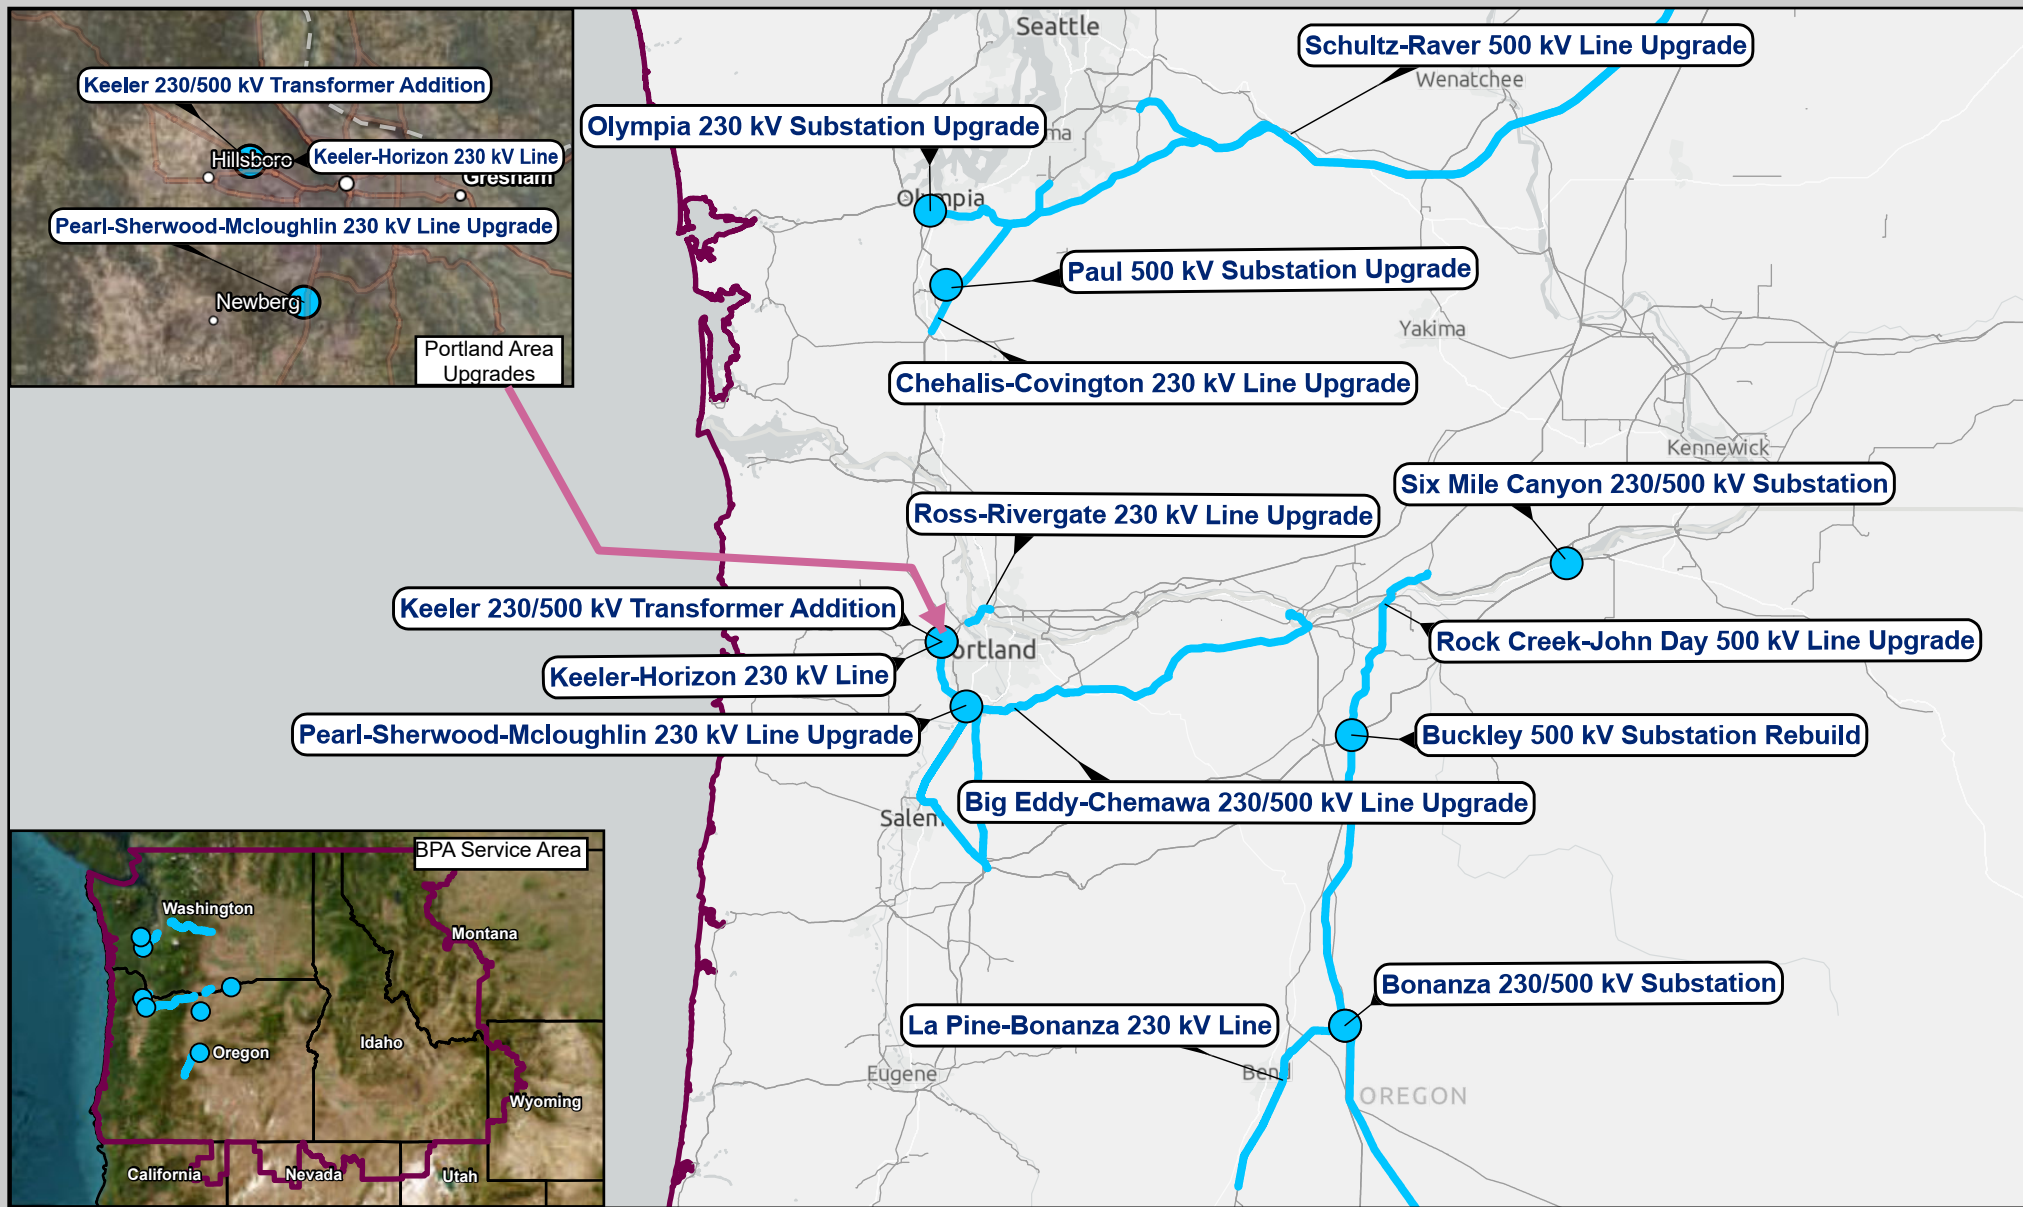 Seattle
Schultz-Raver 500 kV Line Upgrade
Wenatchee
Keeler 230/500 kV Transformer Addition
Hillsboro
Keeler-Horizon 230 kV Line
Gresham
Pearl-Sherwood-Mcloughlin 230 kV Line Upgrade
Newberg
Portland Area
Upgrades
Olympia 230 kV Substation Upgrade
ma
Olympia
Paul 500 kV Substation Upgrade
Yakima
Chehalis-Covington 230 kV Line Upgrade
Kennewick
Six Mile Canyon 230/500 kV Substation
Ross-Rivergate 230 kV Line Upgrade
Keeler 230/500 kV Transformer Addition
ortland
Rock Creek-John Day 500 kV Line Upgrade
Keeler-Horizon 230 kV Line
Pearl-Sherwood-Mcloughlin 230 kV Line Upgrade
Buckley 500 kV Substation Rebuild
Big Eddy-Chemawa 230/500 kV Line Upgrade
Salem
BPA Service Area
Washington
Montana
Oregon
Idaho
Wyoming
California
Nevada
Utah
Bonanza 230/500 kV Substation
La Pine-Bonanza 230 kV Line
Eugene
Bend
OREGON